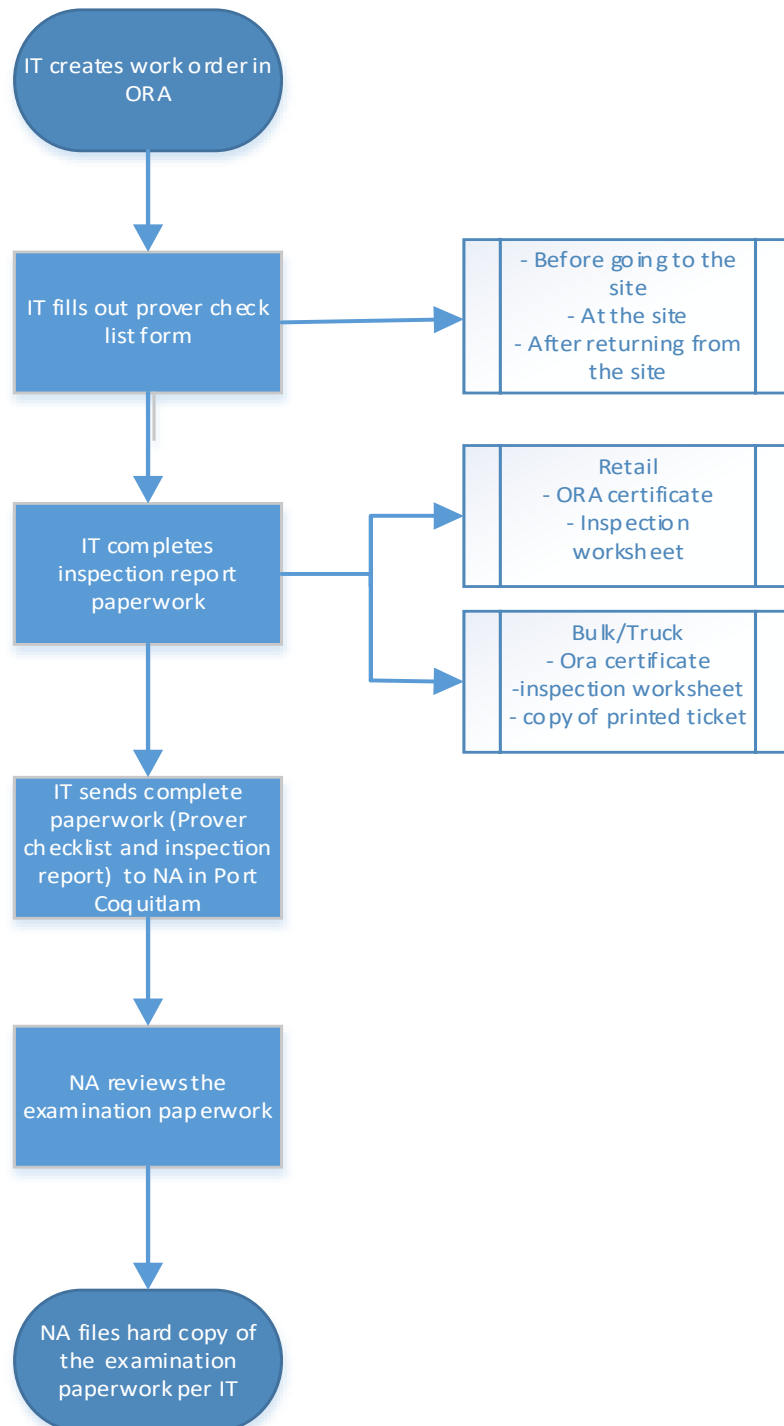 IT creates work order in
ORA
IT fills out prover check
list form
- Before going to the
site
- At the site
- After returning from
the site
IT completes
inspection report
paperwork
Retail
- ORA certificate
- Inspection
worksheet
Bulk/Truck
- Ora certificate
-inspection worksheet
- copy of printed ticket
IT sends complete
paperwork (Prover
checklist and inspection
report) to NA in Port
Coquitlam
NA reviews the
examination paperwork
NA files hard copy of
the examination
paperwork per IT